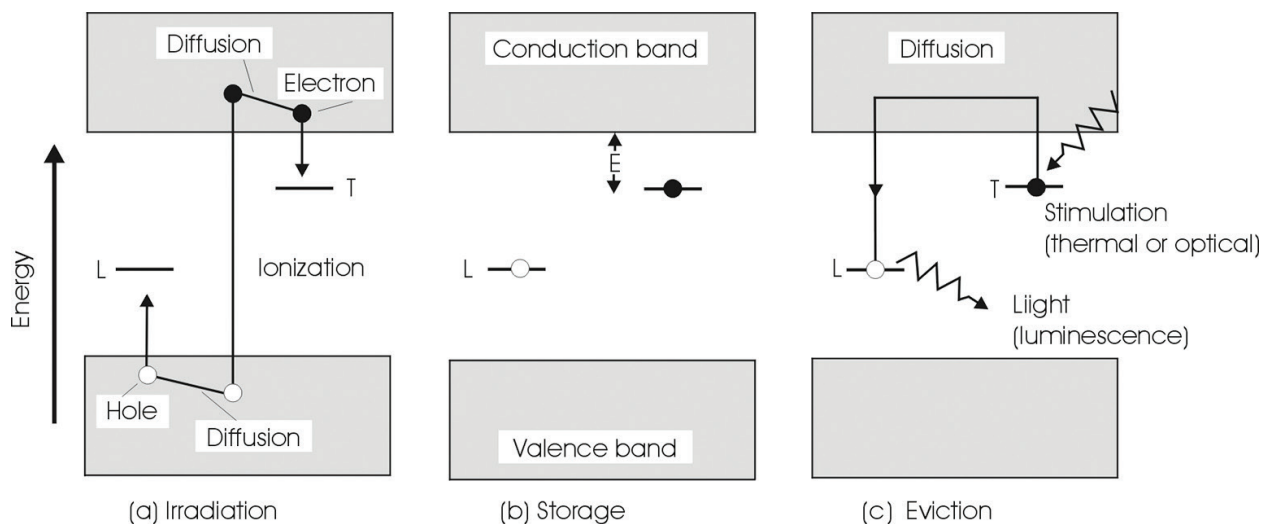 Energy
Diffusion
Electron
T
L
Ionization
Hole
Diffusion
(a) Irradiation
Conduction band
E
L
Valence band
(b) Storage
Diffusion
T
Stimulation
(thermal or optical)
L
Liight
(luminescence)
(c) Eviction